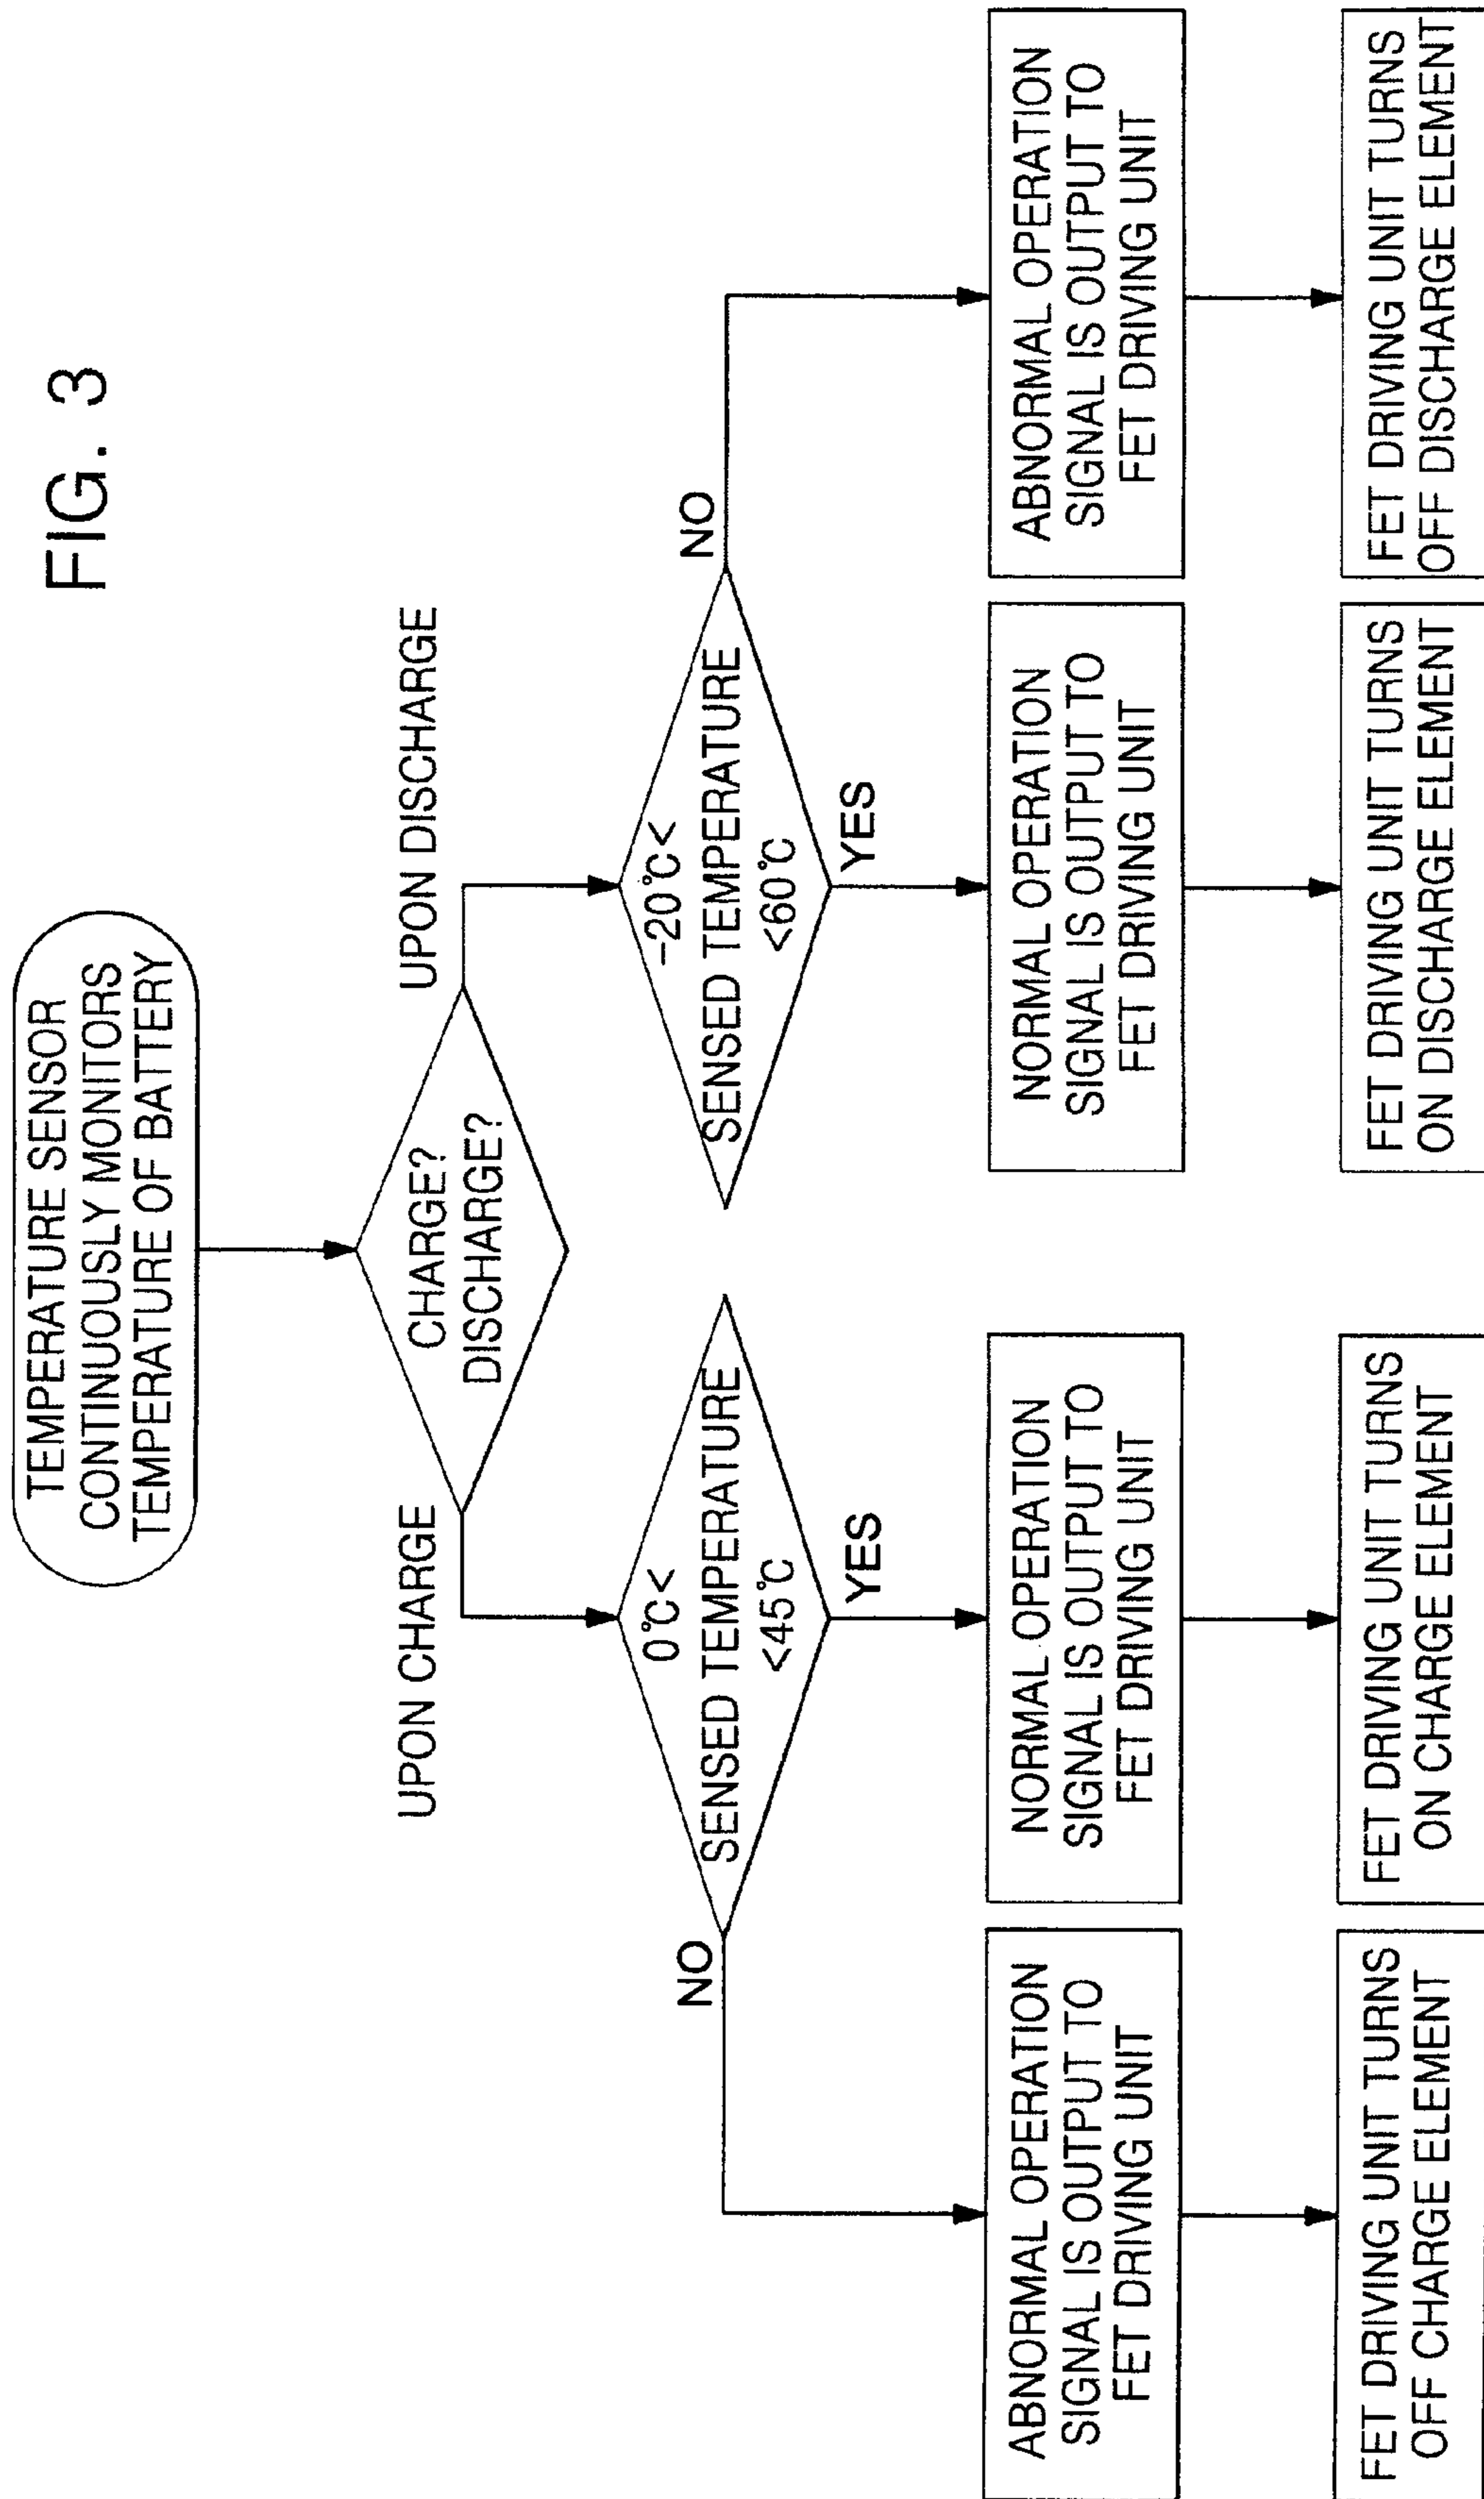 FIG. 3
TEMPERATURE SENSOR
CONTINUOUSLY MONITORS
TEMPERATURE OF BATTERY
CHARGE?
DISCHARGE?
UPON CHARGE
UPON DISCHARGE
0°C<
SENSED TEMPERATURE
<45°C
NO
YES
-20°C<
SENSED TEMPERATURE
<60°C
YES
NO
ABNORMAL OPERATION
SIGNAL IS OUTPUT TO
FET DRIVING UNIT
NORMAL OPERATION
SIGNAL IS OUTPUT TO
FET DRIVING UNIT
NORMAL OPERATION
SIGNAL IS OUTPUT TO
FET DRIVING UNIT
ABNORMAL OPERATION
SIGNAL IS OUTPUT TO
FET DRIVING UNIT
FET DRIVING UNIT TURNS
OFF CHARGE ELEMENT
FET DRIVING UNIT TURNS
ON CHARGE ELEMENT
FET DRIVING UNIT TURNS
ON DISCHARGE ELEMENT
FET DRIVING UNIT TURNS
OFF DISCHARGE ELEMENT